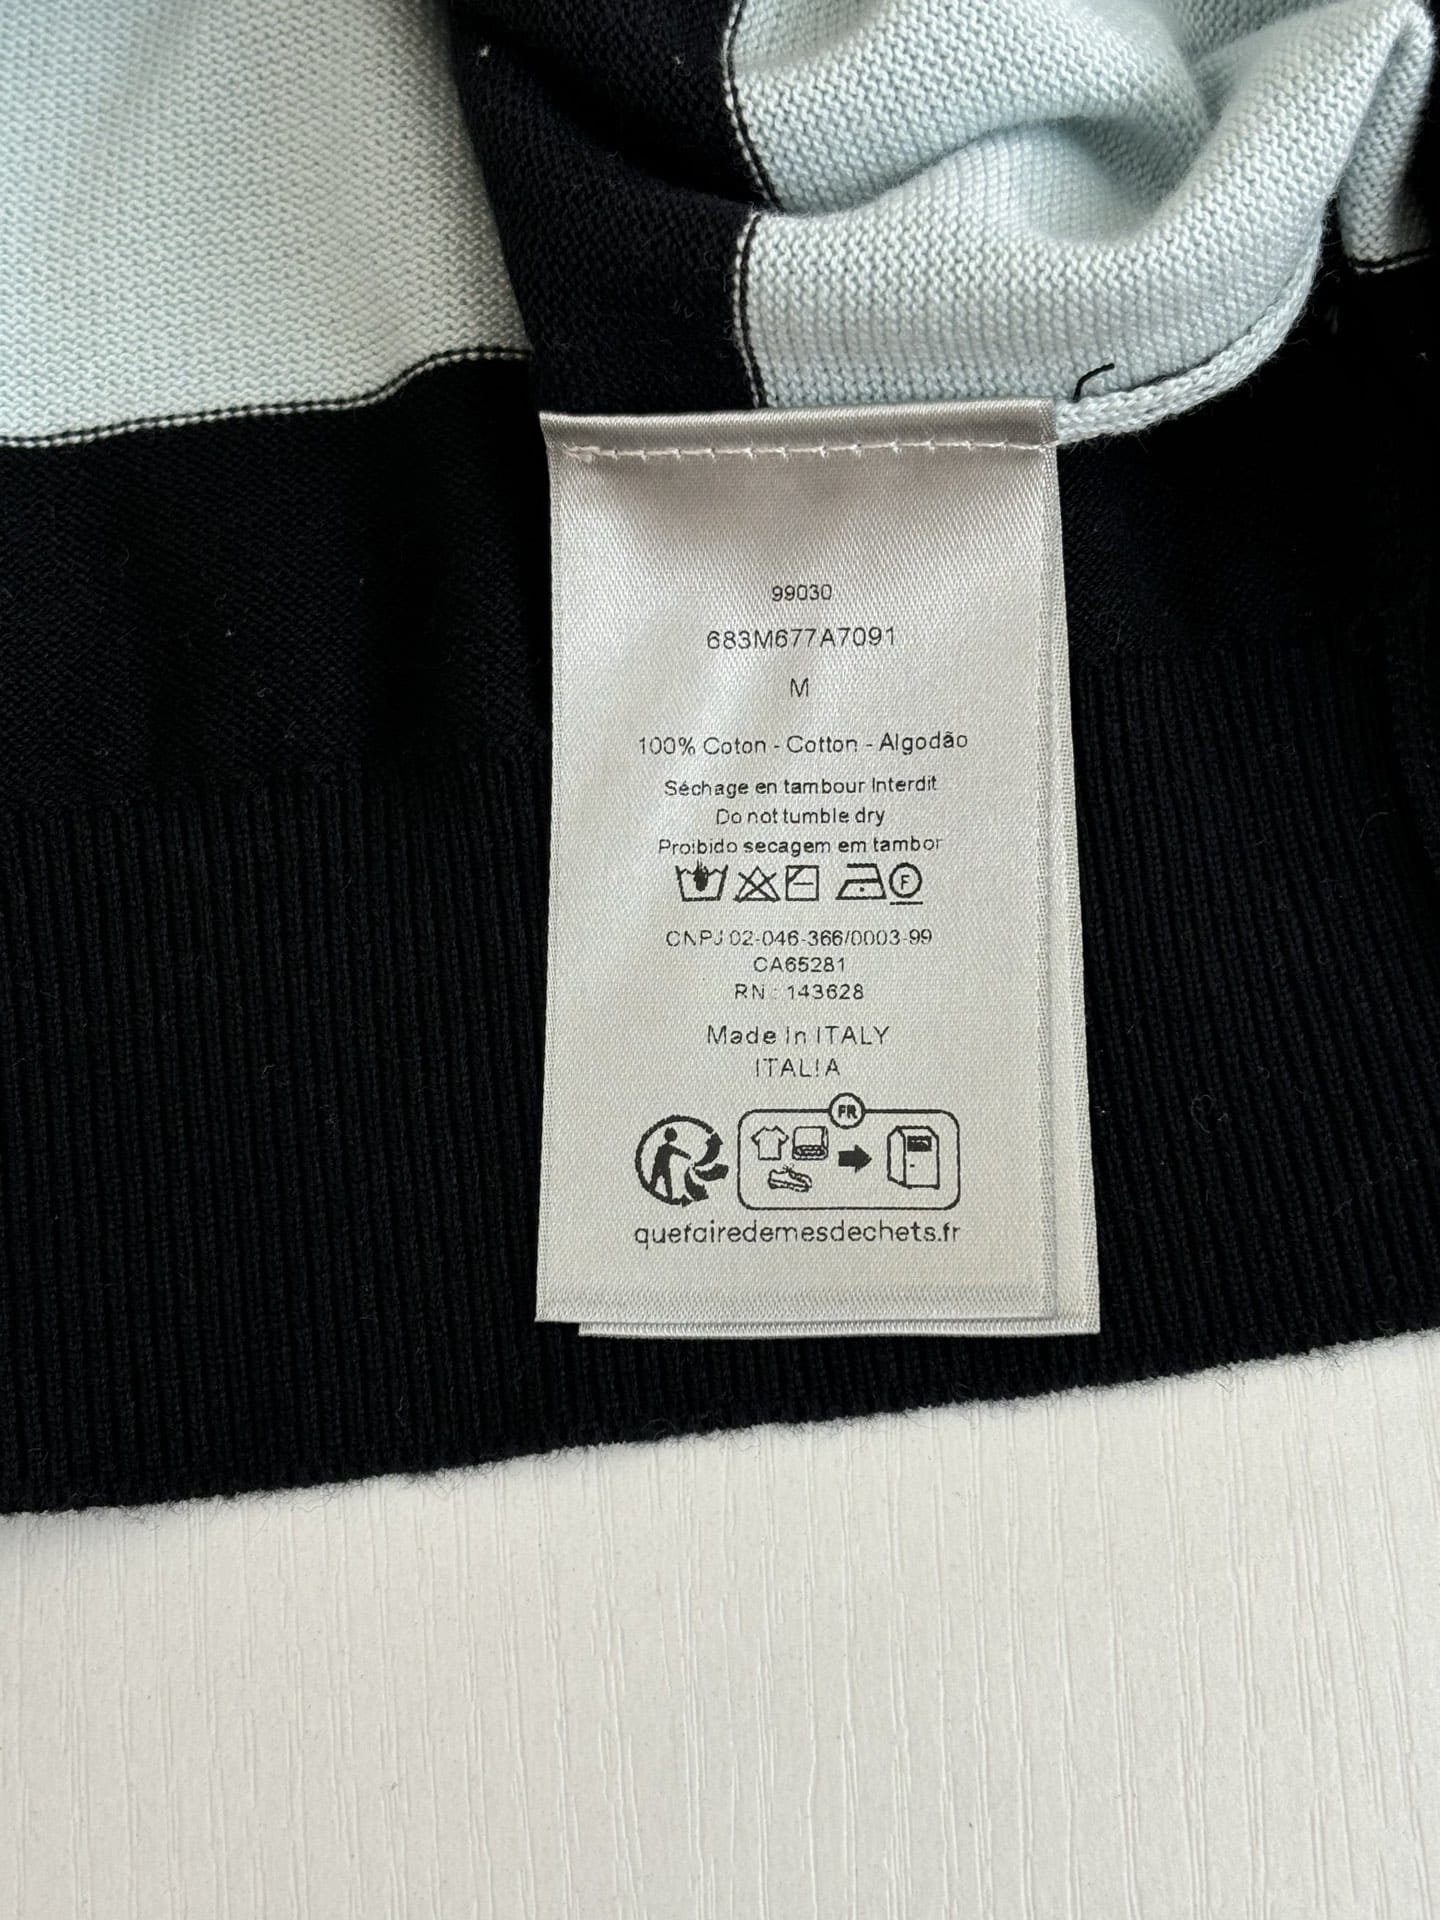 99030
683M677A7091
M
100% Coton - Cotton - Algodão
Séchage en tambour Interdit
Do not tumble dry
Proibido secagem em tambor
F
CNPJ 02-046-366/0003-99
CA65281
RN : 143628
Made In ITALY
ITALIA
FR
quefairedemesdechets.fr